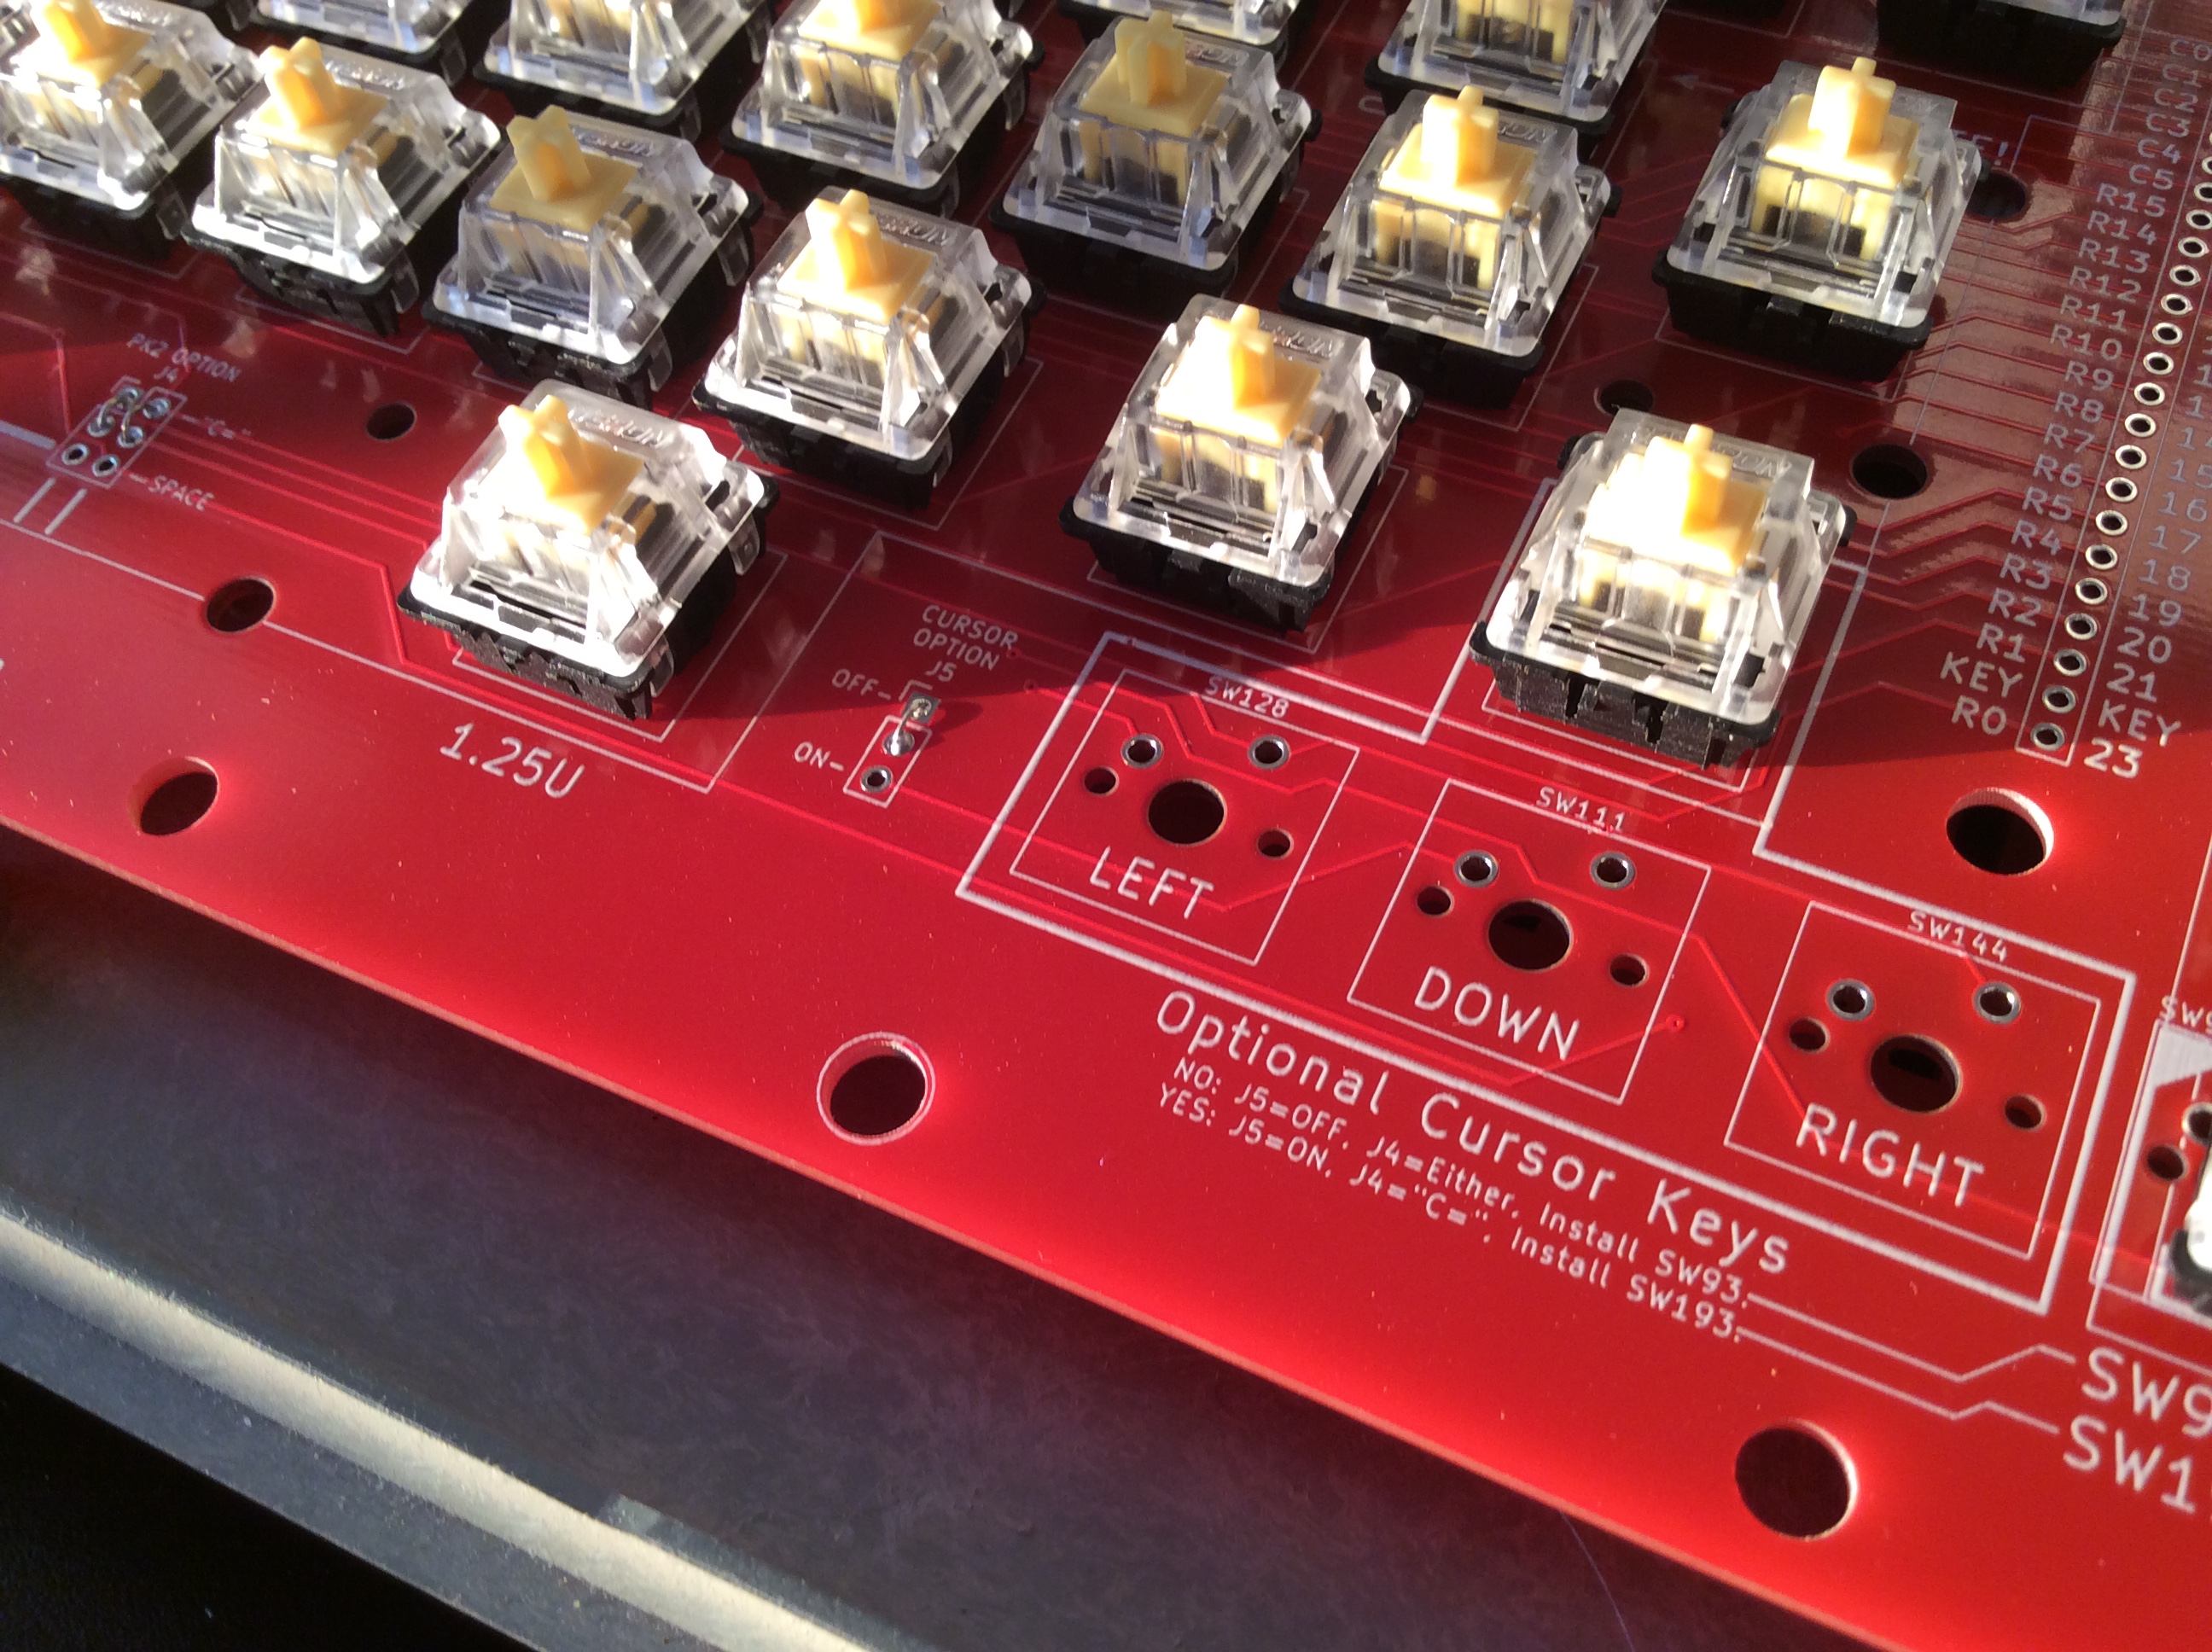 PK2 OPTION
J4
"C="
SPACE
1.25U
CURSOR
OPTION
J5
OFF
ON
SW128
LEFT
SW111
DOWN
SW144
RIGHT
Optional Cursor Keys
NO: J5=OFF. J4=Either. Install SW93.
YES: J5=ON. J4="C=". Install SW193.
C2
C3
C4
C5
R15
R14
R13
R12
R11
R10
R9
R8
R7
R6
R5
R4
R3
R2
R1
KEY
R0
16
17
18
19
20
21
KEY
23